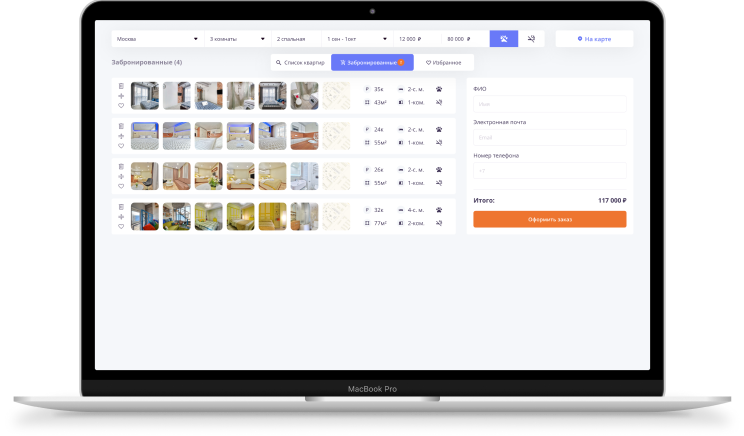 Москва 3 комнаты 2 спальная 1 сен - 1окт 12 000 ₽ 80 000 ₽ На карте
Забронированные (4) Список квартир Забронированные Избранное
35к 2-с. м.
43м² 1-ком.
24к 2-с. м.
55м² 1-ком.
26к 2-с. м.
55м² 1-ком.
32к 4-с. м.
77м² 2-ком.
ФИО
Имя
Электронная почта
Email
Номер телефона
+7
Итого: 117 000 ₽
Оформить заказ
MacBook Pro